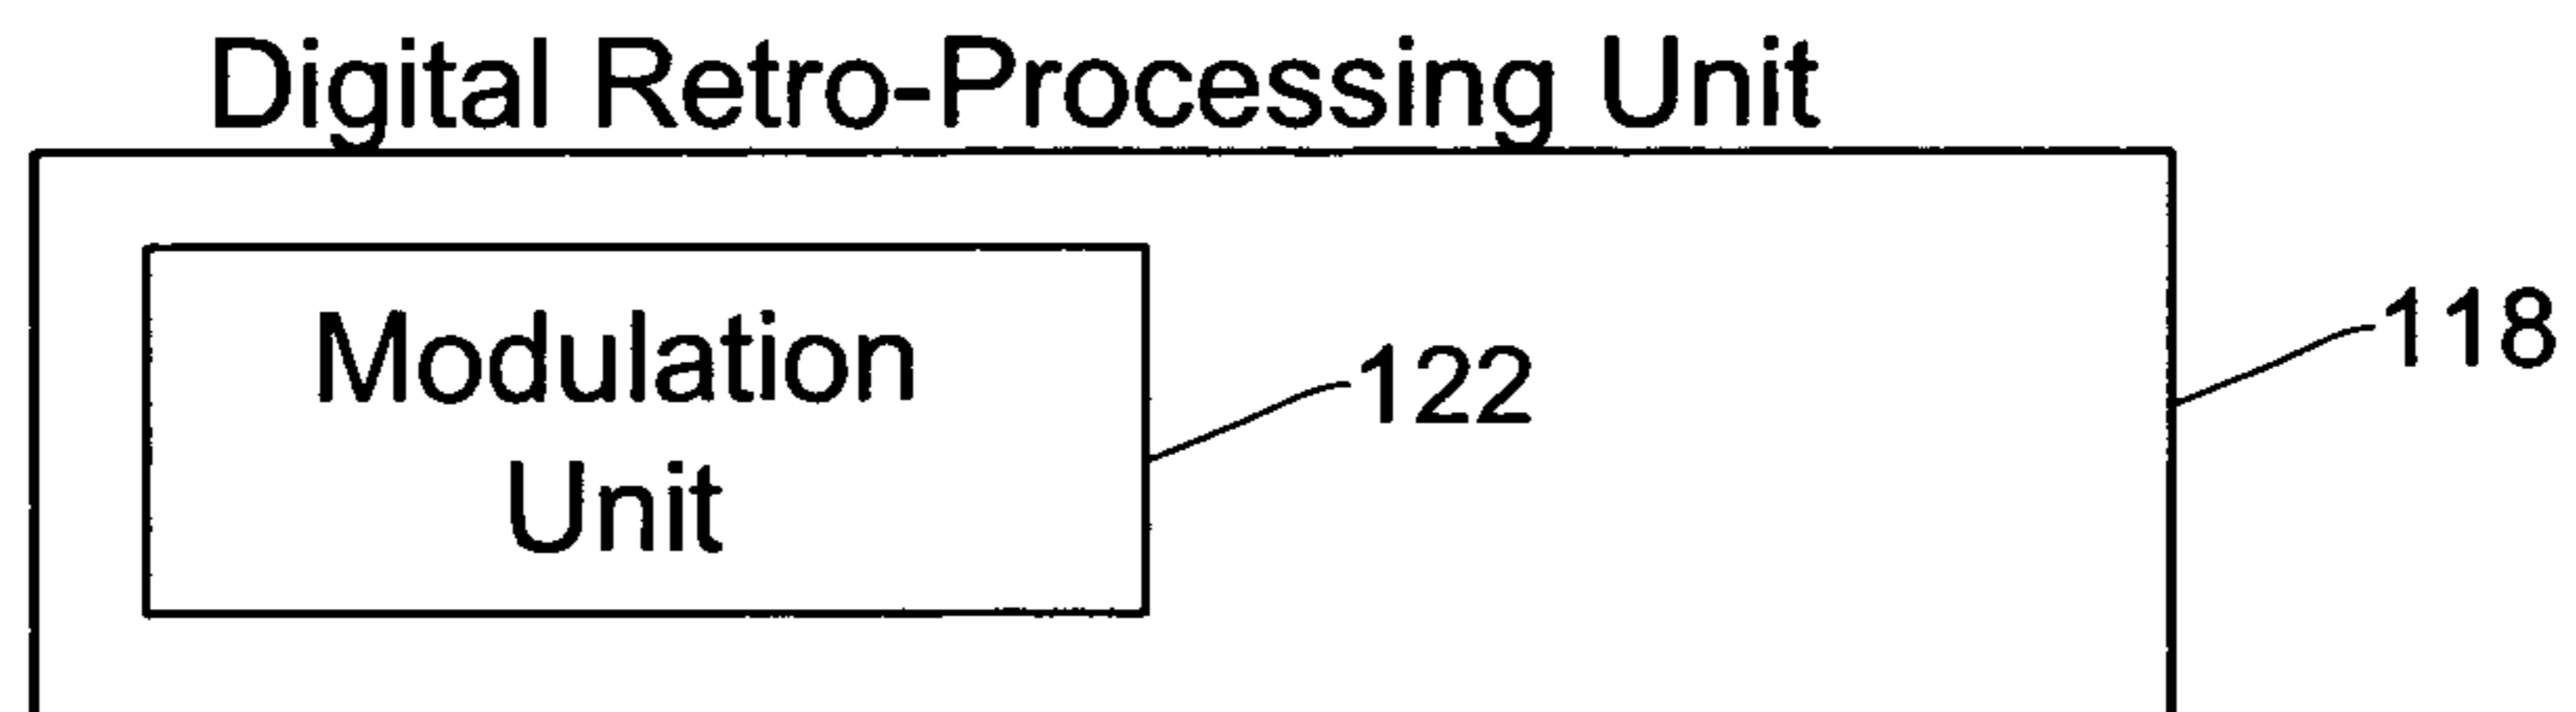 Digital Retro-Processing Unit
Modulation
Unit
122
118